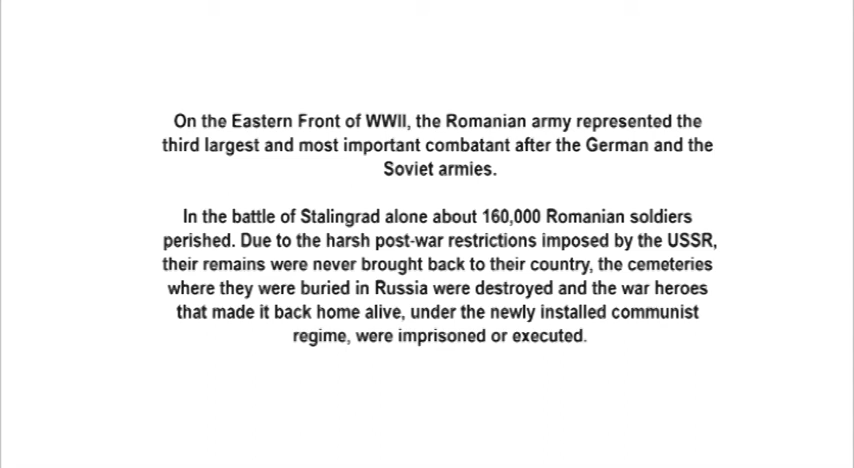 On the Eastern Front of WWII, the Romanian army represented the
third largest and most important combatant after the German and the
Soviet armies.
In the battle of Stalingrad alone about 160,000 Romanian soldiers
perished. Due to the harsh post-war restrictions imposed by the USSR,
their remains were never brought back to their country, the cemeteries
where they were buried in Russia were destroyed and the war heroes
that made it back home alive, under the newly installed communist
regime, were imprisoned or executed.